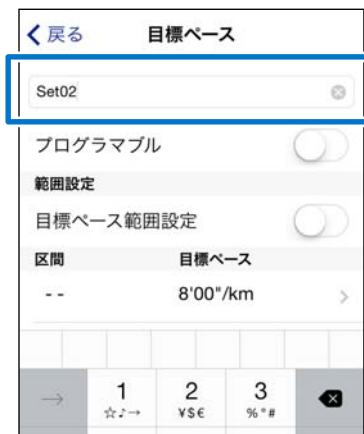 戻る 目標ペース
Set02
プログラマブル
範囲設定
目標ペース範囲設定
区間 目標ペース
-- 8'00"/km
→ 1 2 3
☆♪→ ¥$€ %°#